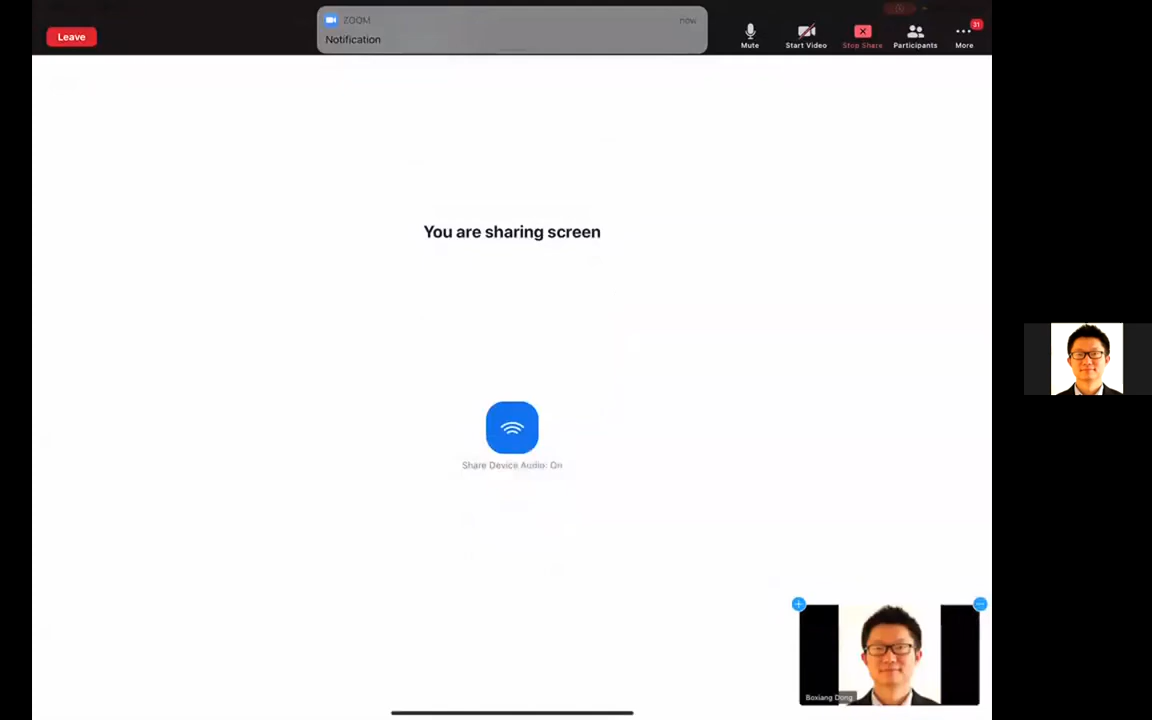 ZOOM
now
Notification
Leave
Mute
Start Video
Stop Share
Participants
31
More
You are sharing screen
Share Device Audio: On
Boxiang Dong